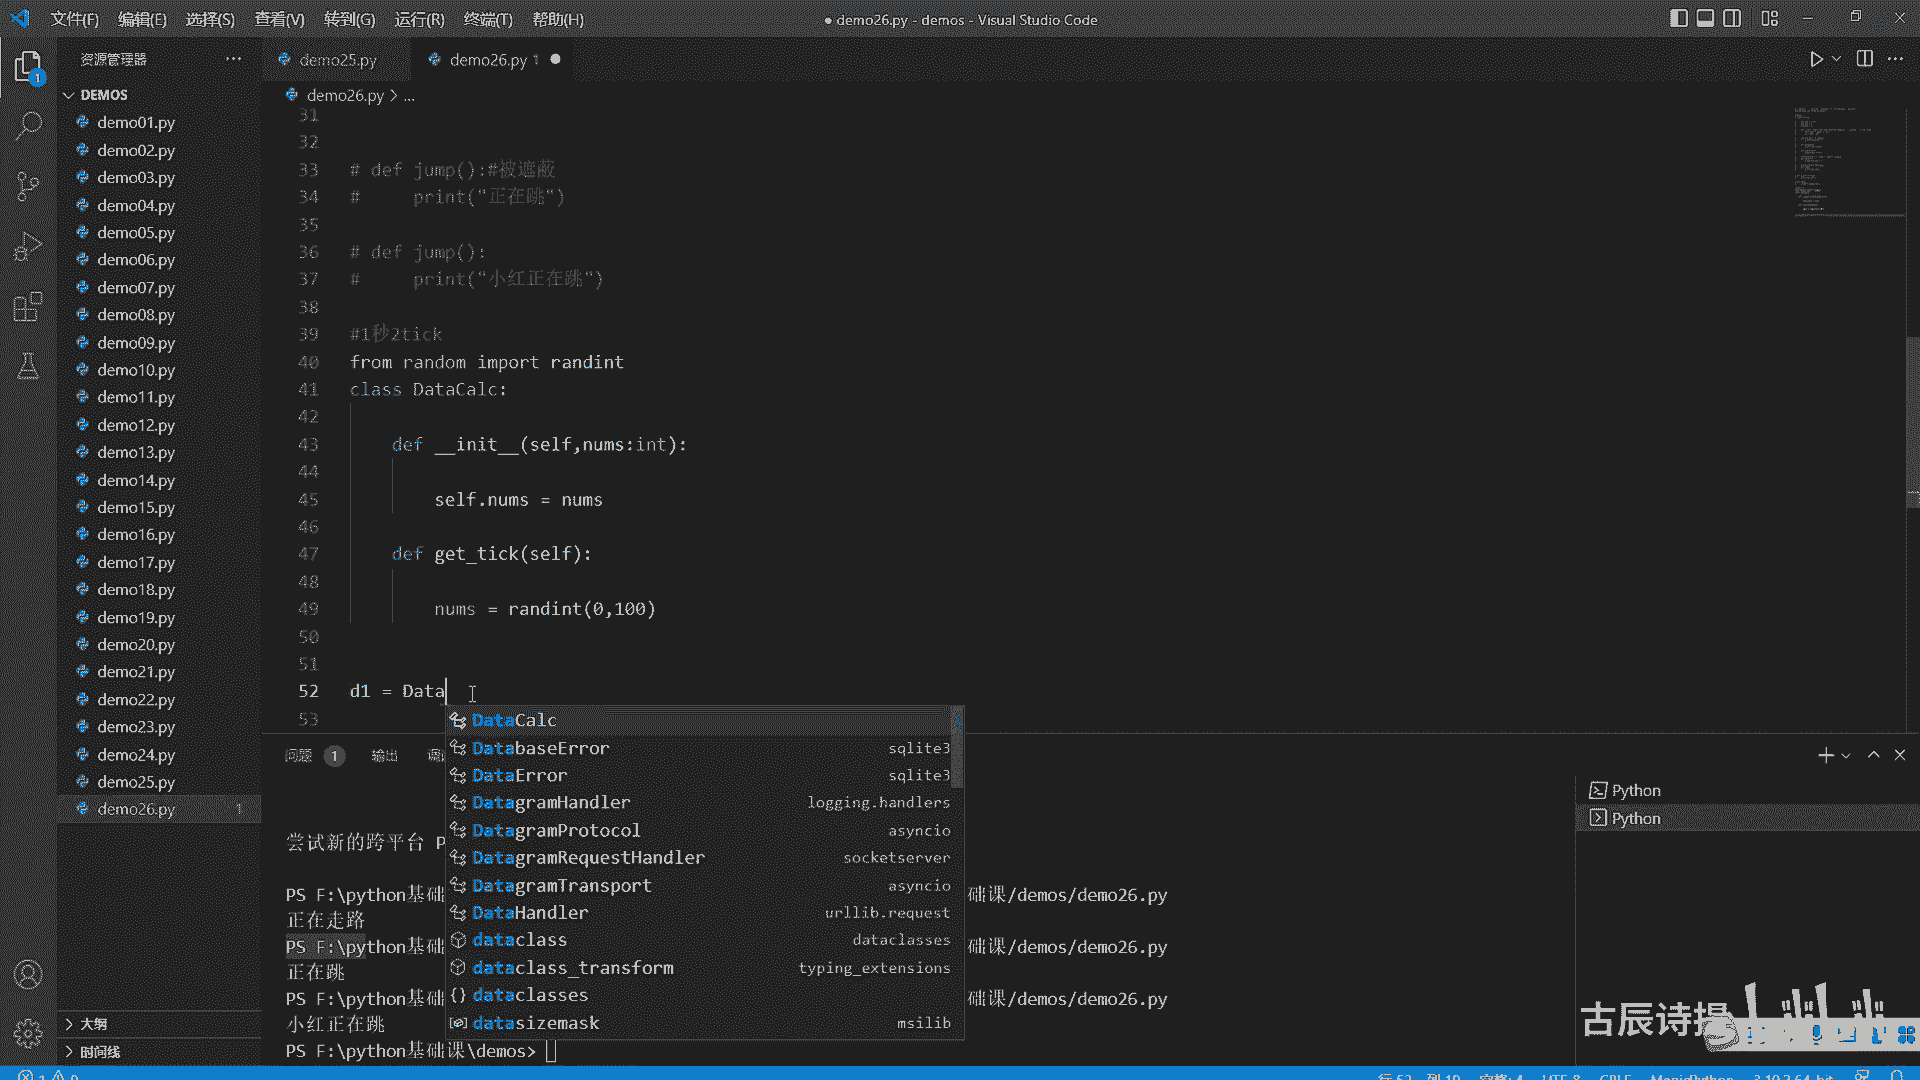 文件(F) 编辑(E) 选择(S) 查看(V) 转到(G) 运行(R) 终端(T) 帮助(H)
● demo26.py - demos - Visual Studio Code
资源管理器
demo25.py
demo26.py 1
demo26.py > ...
1
DEMOS
demo01.py
demo02.py
demo03.py
demo04.py
demo05.py
demo06.py
demo07.py
demo08.py
demo09.py
demo10.py
demo11.py
demo12.py
demo13.py
demo14.py
demo15.py
demo16.py
demo17.py
demo18.py
demo19.py
demo20.py
demo21.py
demo22.py
demo23.py
demo24.py
demo25.py
demo26.py 1
大纲
时间线
31
32
33 # def jump():#被遮蔽
34 #     print("正在跳")
35
36 # def jump():
37 #     print("小红正在跳")
38
39 #1秒2tick
40 from random import randint
41 class DataCalc:
42
43     def __init__(self,nums:int):
44
45         self.nums = nums
46
47     def get_tick(self):
48
49         nums = randint(0,100)
50
51
52 d1 = Data
53
DataCalc
DatabaseError sqlite3
DataError sqlite3
DatagramHandler logging.handlers
DatagramProtocol asyncio
DatagramRequestHandler socketserver
DatagramTransport asyncio
DataHandler urllib.request
dataclass dataclasses
dataclass_transform typing_extensions
dataclasses
datasizemask msilib
问题 1 输出
尝试新的跨平台 P
PS F:\python基础 础课/demos/demo26.py
正在走路
PS F:\python基础 础课/demos/demo26.py
正在跳
PS F:\python基础 础课/demos/demo26.py
小红正在跳
PS F:\python基础课\demos>
Python
Python
古辰诗提